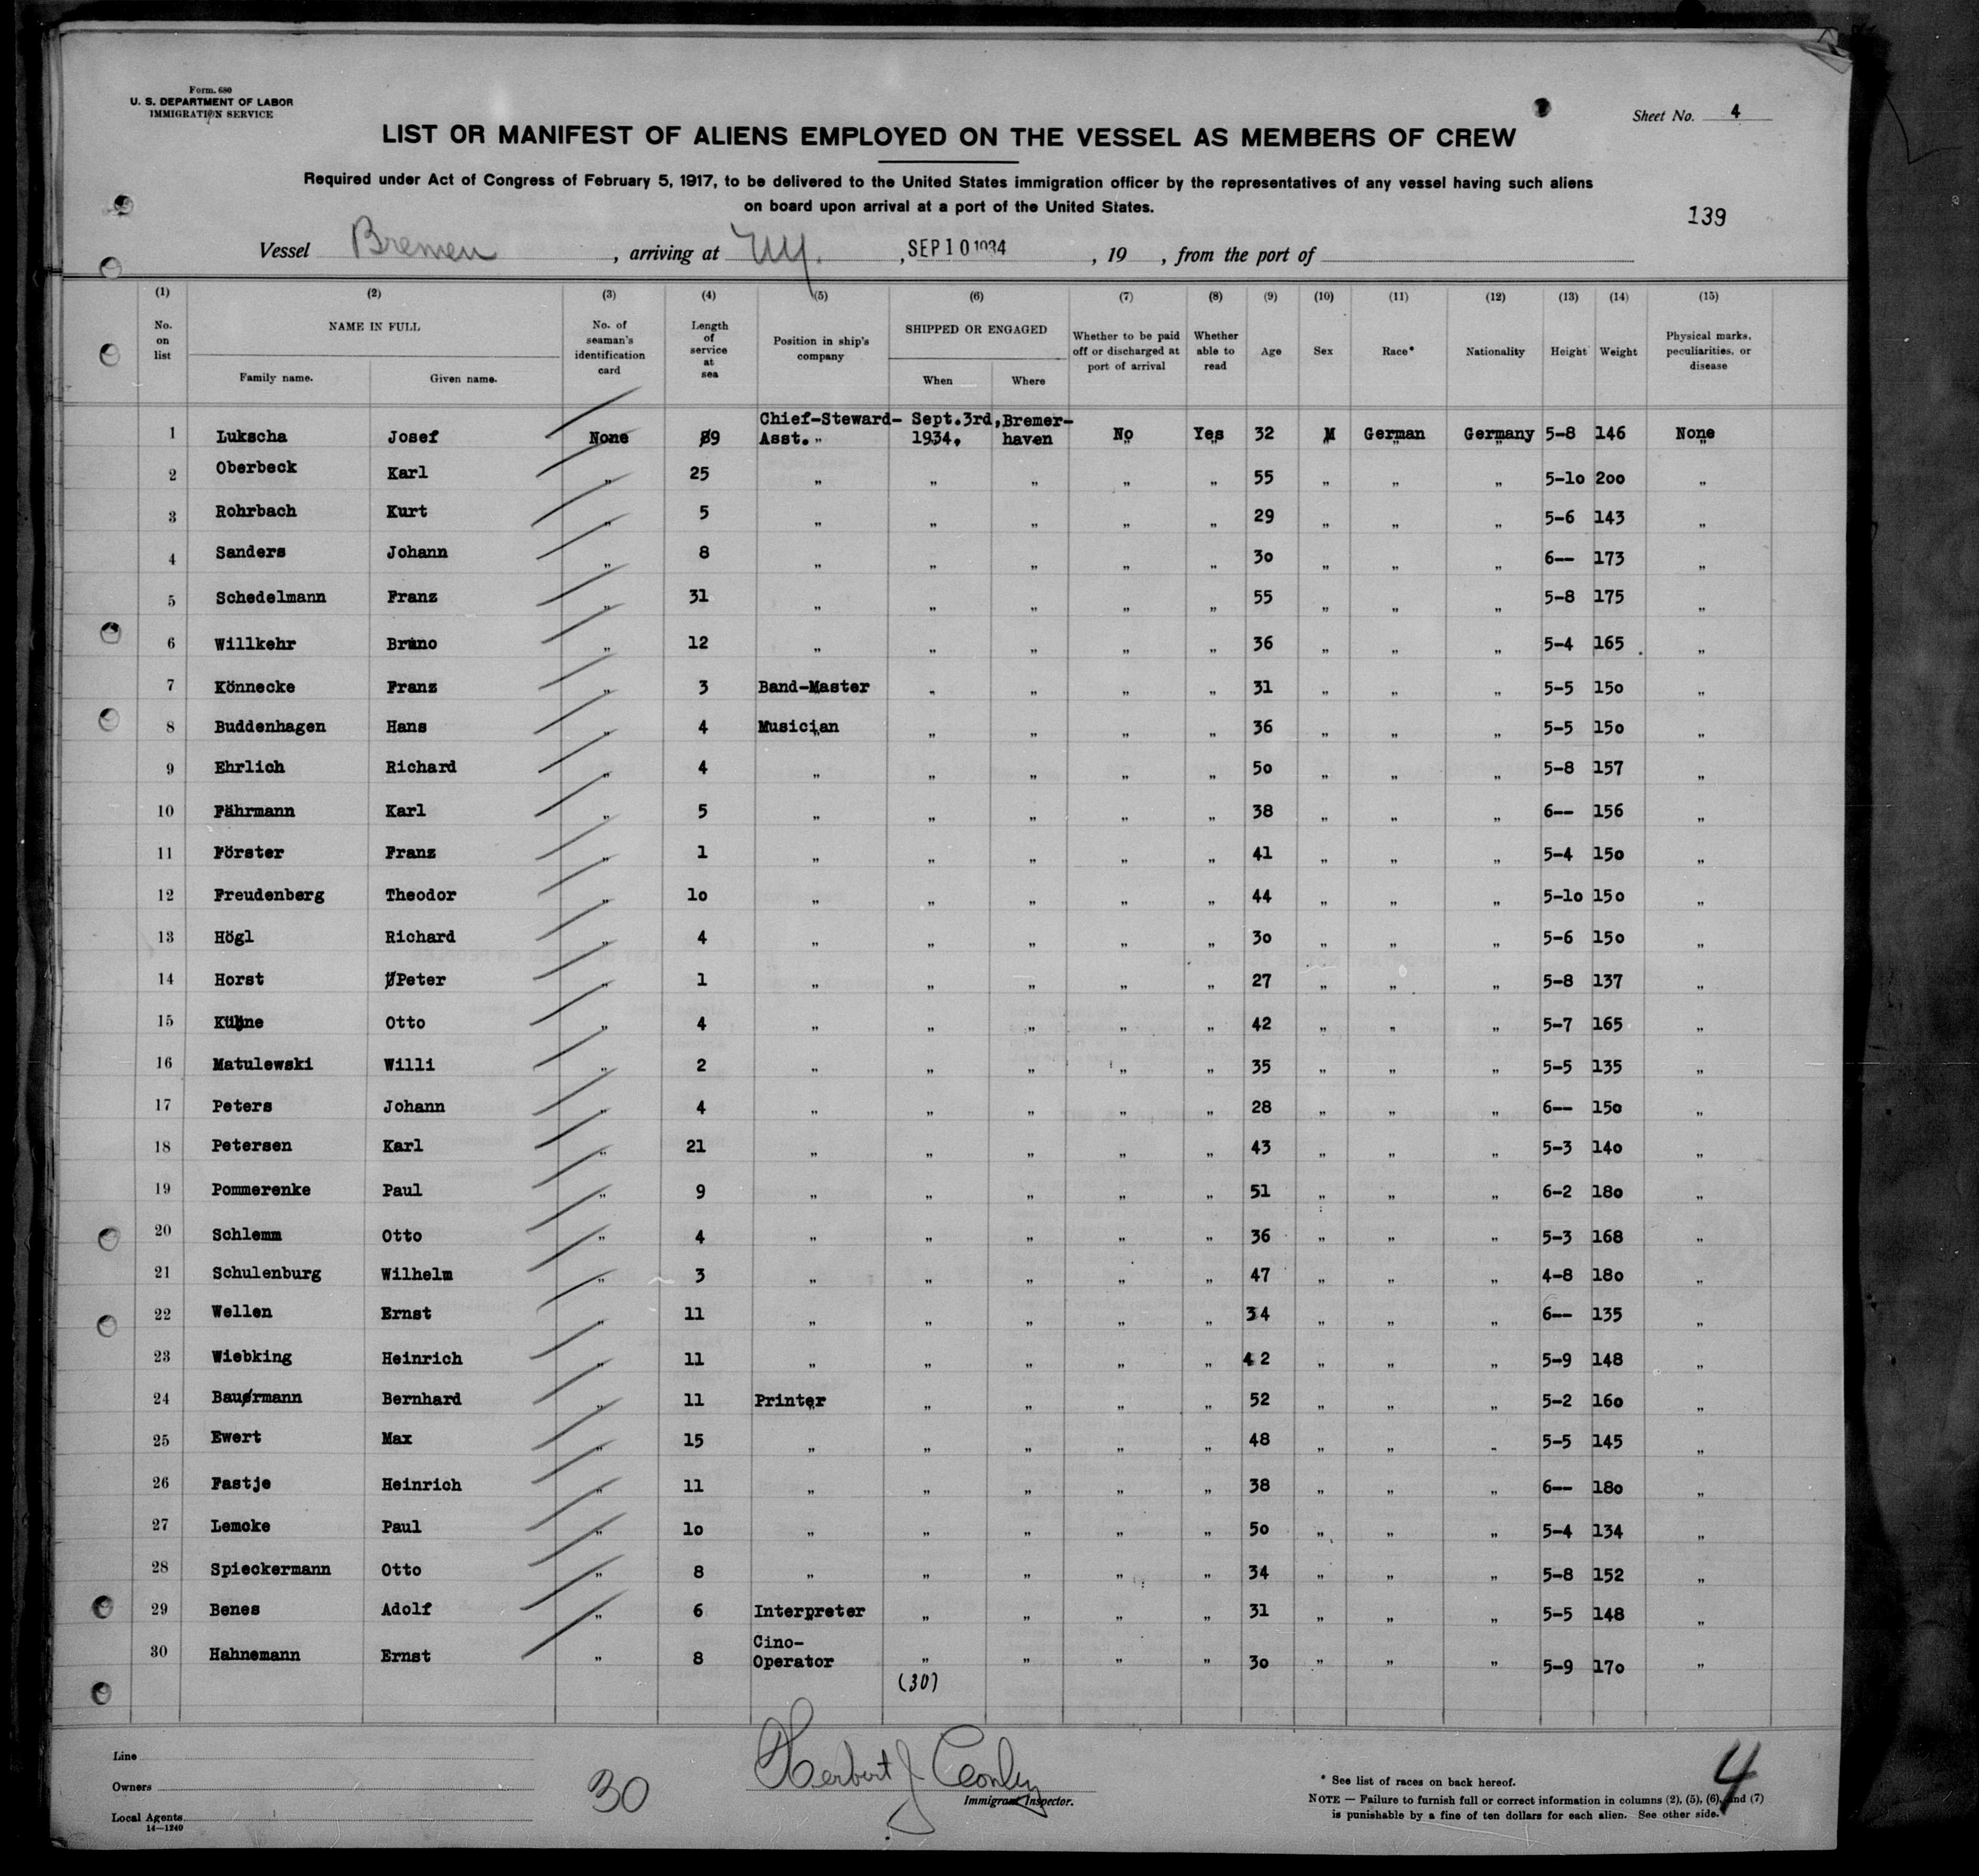 Form. 680
U. S. DEPARTMENT OF LABOR
IMMIGRATION SERVICE
Sheet No. 4
LIST OR MANIFEST OF ALIENS EMPLOYED ON THE VESSEL AS MEMBERS OF CREW
Required under Act of Congress of February 5, 1917, to be delivered to the United States immigration officer by the representatives of any vessel having such aliens
on board upon arrival at a port of the United States.
139
Vessel Bremen, arriving at NY., SEP 10 1934, 19 , from the port of
(1) (2) (3) (4) (5) (6) (7) (8) (9) (10) (11) (12) (13) (14) (15)
No. on list NAME IN FULL Family name. Given name. No. of seaman's identification card Length of service at sea Position in ship's company SHIPPED OR ENGAGED When Where Whether to be paid off or discharged at port of arrival Whether able to read Age Sex Race* Nationality Height Weight Physical marks, peculiarities, or disease
1 Lukscha Josef None 9 Chief-Steward-Asst. „ Sept.3rd, 1934. Bremer-haven No Yes 32 M German Germany 5-8 146 None
2 Oberbeck Karl „ 25 „ „ „ „ „ 55 „ „ „ 5-1o 2oo „
3 Rohrbach Kurt „ 5 „ „ „ „ „ 29 „ „ „ 5-6 143 „
4 Sanders Johann „ 8 „ „ „ „ „ 3o „ „ „ 6-- 173 „
5 Schedelmann Franz „ 31 „ „ „ „ „ 55 „ „ „ 5-8 175 „
6 Willkehr Bruno „ 12 „ „ „ „ „ 36 „ „ „ 5-4 165 „
7 Könnecke Franz „ 3 Band-Master „ „ „ „ 31 „ „ „ 5-5 15o „
8 Buddenhagen Hans „ 4 Musician „ „ „ „ 36 „ „ „ 5-5 15o „
9 Ehrlich Richard „ 4 „ „ „ „ „ 5o „ „ „ 5-8 157 „
10 Fährmann Karl „ 5 „ „ „ „ „ 38 „ „ „ 6-- 156 „
11 Förster Franz „ 1 „ „ „ „ „ 41 „ „ „ 5-4 15o „
12 Freudenberg Theodor „ 1o „ „ „ „ „ 44 „ „ „ 5-1o 15o „
13 Högl Richard „ 4 „ „ „ „ „ 3o „ „ „ 5-6 15o „
14 Horst Peter „ 1 „ „ „ „ „ 27 „ „ „ 5-8 137 „
15 Kühne Otto „ 4 „ „ „ „ „ 42 „ „ „ 5-7 165 „
16 Matulewski Willi „ 2 „ „ „ „ „ 35 „ „ „ 5-5 135 „
17 Peters Johann „ 4 „ „ „ „ „ 28 „ „ „ 6-- 15o „
18 Petersen Karl „ 21 „ „ „ „ „ 43 „ „ „ 5-3 14o „
19 Pommerenke Paul „ 9 „ „ „ „ „ 51 „ „ „ 6-2 18o „
20 Schlemm Otto „ 4 „ „ „ „ „ 36 „ „ „ 5-3 168 „
21 Schulenburg Wilhelm „ 3 „ „ „ „ „ 47 „ „ „ 4-8 18o „
22 Wellen Ernst „ 11 „ „ „ „ „ 34 „ „ „ 6-- 135 „
23 Wiebking Heinrich „ 11 „ „ „ „ „ 42 „ „ „ 5-9 148 „
24 Bauermann Bernhard „ 11 Printer „ „ „ „ 52 „ „ „ 5-2 16o „
25 Ewert Max „ 15 „ „ „ „ „ 48 „ „ „ 5-5 145 „
26 Fastje Heinrich „ 11 „ „ „ „ „ 38 „ „ „ 6-- 18o „
27 Lemcke Paul „ 1o „ „ „ „ „ 5o „ „ „ 5-4 134 „
28 Spieckermann Otto „ 8 „ „ „ „ „ 34 „ „ „ 5-8 152 „
29 Benes Adolf „ 6 Interpreter „ „ „ „ 31 „ „ „ 5-5 148 „
30 Hahnemann Ernst „ 8 Cino-Operator „ „ „ „ 3o „ „ „ 5-9 17o „
(30)
Line
Owners
Local Agents
14—1240
30
Herbert J Conley
Immigrant Inspector.
* See list of races on back hereof.
NOTE — Failure to furnish full or correct information in columns (2), (5), (6), and (7)
is punishable by a fine of ten dollars for each alien. See other side.
4